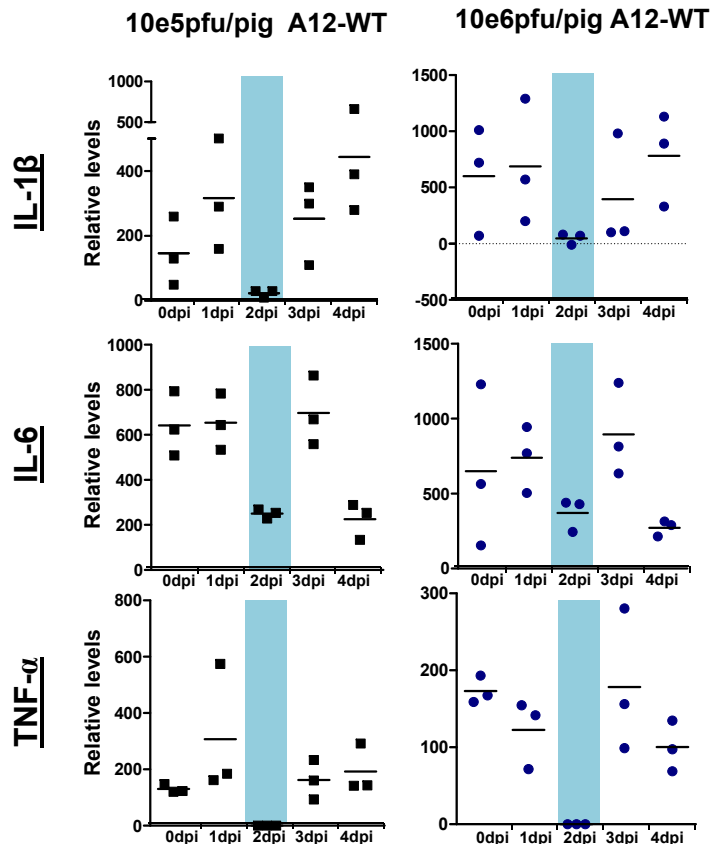 10e5pfu/pig A12-WT
10e6pfu/pig A12-WT
IL-1β
Relative levels
1000
500
400
200
0
0dpi 1dpi 2dpi 3dpi 4dpi
1500
1000
500
0
-500
0dpi 1dpi 2dpi 3dpi 4dpi
IL-6
Relative levels
1000
800
600
400
200
0
0dpi 1dpi 2dpi 3dpi 4dpi
1500
1000
500
0
0dpi 1dpi 2dpi 3dpi 4dpi
TNF-α
Relative levels
800
600
400
200
0
0dpi 1dpi 2dpi 3dpi 4dpi
300
200
100
0
0dpi 1dpi 2dpi 3dpi 4dpi